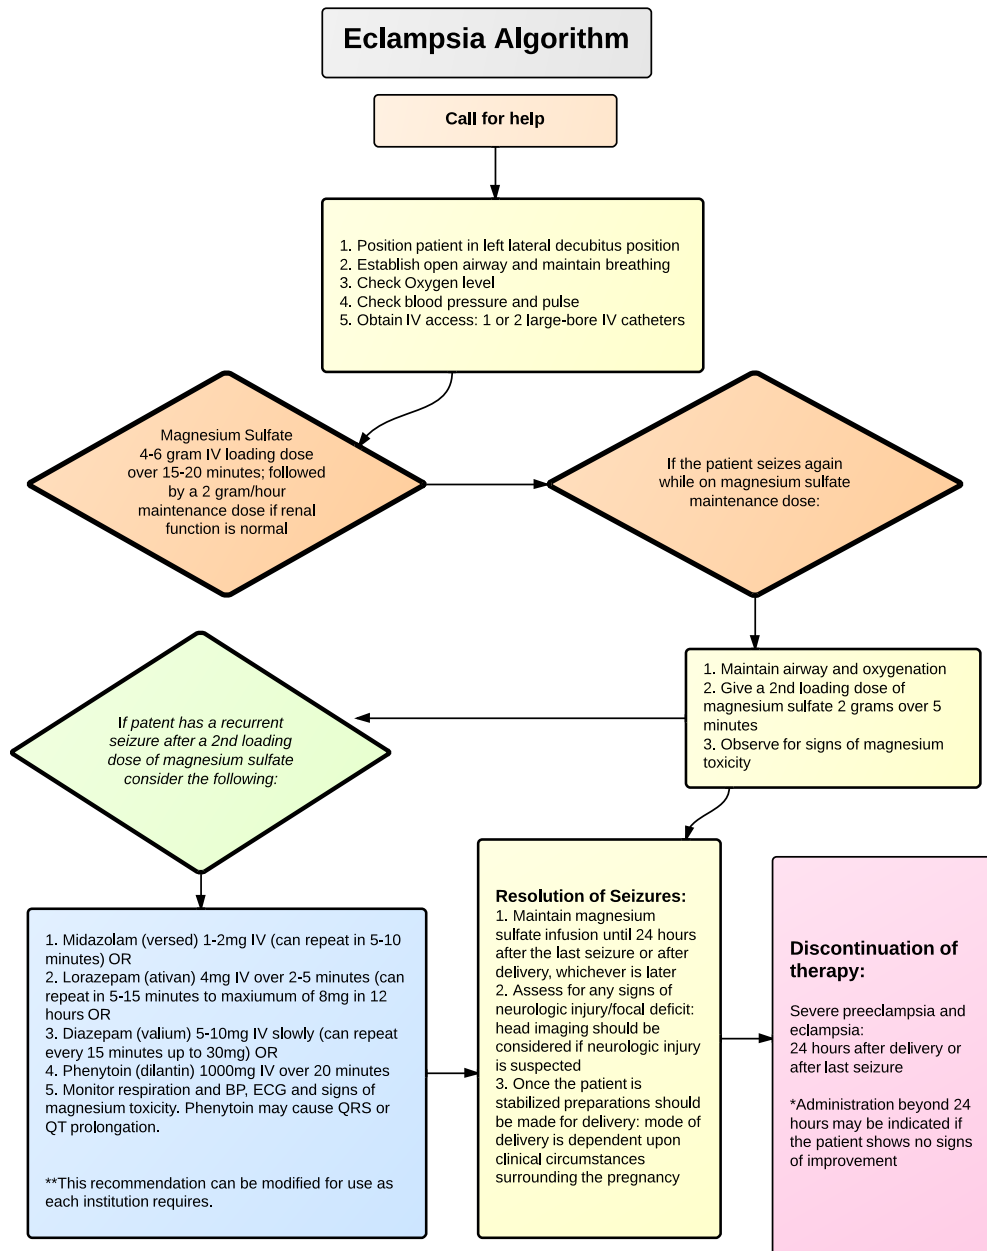 Eclampsia Algorithm
Call for help
1. Position patient in left lateral decubitus position
2. Establish open airway and maintain breathing
3. Check Oxygen level
4. Check blood pressure and pulse
5. Obtain IV access: 1 or 2 large-bore IV catheters
Magnesium Sulfate
4-6 gram IV loading dose
over 15-20 minutes; followed
by a 2 gram/hour
maintenance dose if renal
function is normal
If the patient seizes again
while on magnesium sulfate
maintenance dose:
1. Maintain airway and oxygenation
2. Give a 2nd loading dose of
magnesium sulfate 2 grams over 5
minutes
3. Observe for signs of magnesium
toxicity
If patent has a recurrent
seizure after a 2nd loading
dose of magnesium sulfate
consider the following:
1. Midazolam (versed) 1-2mg IV (can repeat in 5-10
minutes) OR
2. Lorazepam (ativan) 4mg IV over 2-5 minutes (can
repeat in 5-15 minutes to maxiumum of 8mg in 12
hours OR
3. Diazepam (valium) 5-10mg IV slowly (can repeat
every 15 minutes up to 30mg) OR
4. Phenytoin (dilantin) 1000mg IV over 20 minutes
5. Monitor respiration and BP, ECG and signs of
magnesium toxicity. Phenytoin may cause QRS or
QT prolongation.
**This recommendation can be modified for use as
each institution requires.
Resolution of Seizures:
1. Maintain magnesium
sulfate infusion until 24 hours
after the last seizure or after
delivery, whichever is later
2. Assess for any signs of
neurologic injury/focal deficit:
head imaging should be
considered if neurologic injury
is suspected
3. Once the patient is
stabilized preparations should
be made for delivery: mode of
delivery is dependent upon
clinical circumstances
surrounding the pregnancy
Discontinuation of
therapy:
Severe preeclampsia and
eclampsia:
24 hours after delivery or
after last seizure
*Administration beyond 24
hours may be indicated if
the patient shows no signs
of improvement